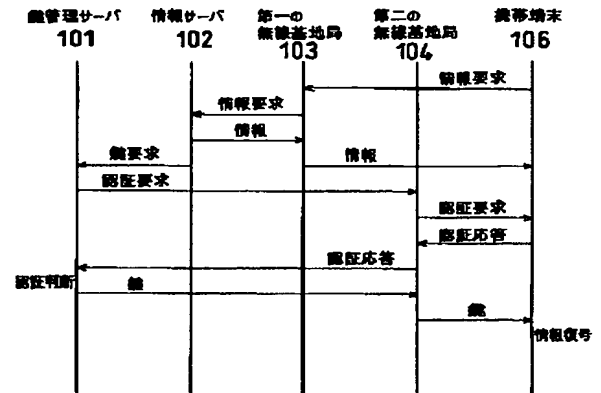 鍵管理サーバ
101
情報サーバ
102
第一の
無線基地局
103
第二の
無線基地局
104
携帯端末
106
情報要求
情報要求
情報
鍵要求
情報
認証要求
認証要求
認証応答
認証応答
認証判断
鍵
鍵
情報復号